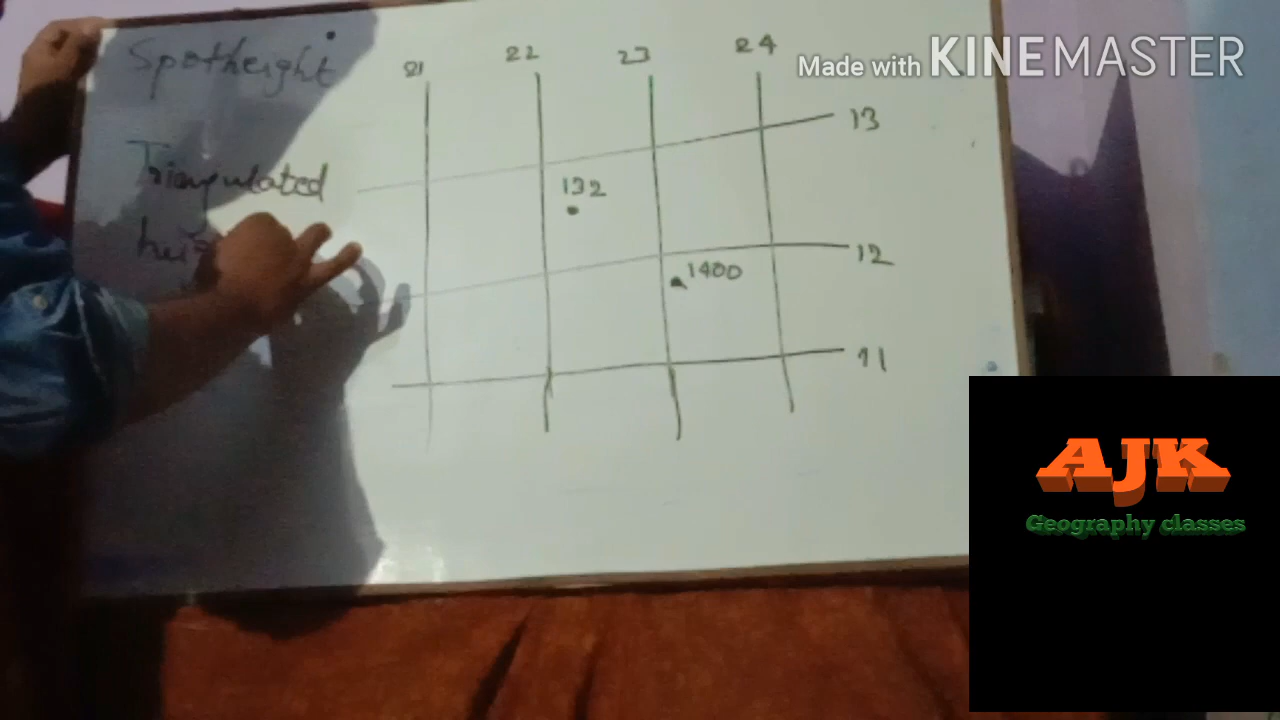 Spotheight
21 22 23 24
Made with KINEMASTER
13
Triangulated
132
12
1400
11
AJK
Geography classes